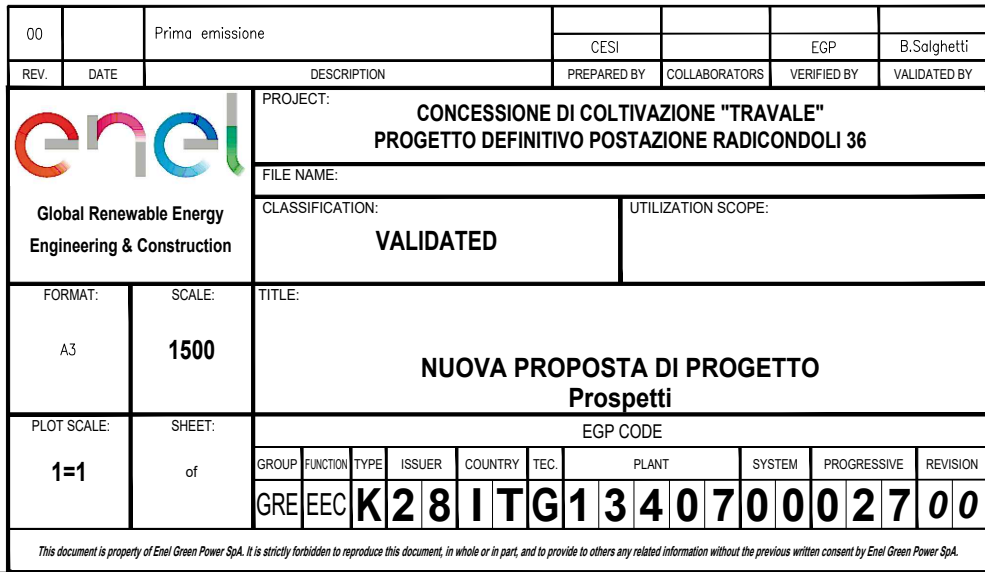 00 Prima emissione CESI EGP B.Salghetti
REV. DATE DESCRIPTION PREPARED BY COLLABORATORS VERIFIED BY VALIDATED BY
enel
Global Renewable Energy
Engineering & Construction
PROJECT:
CONCESSIONE DI COLTIVAZIONE "TRAVALE"
PROGETTO DEFINITIVO POSTAZIONE RADICONDOLI 36
FILE NAME:
CLASSIFICATION:
VALIDATED
UTILIZATION SCOPE:
FORMAT:
A3
SCALE:
1500
TITLE:
NUOVA PROPOSTA DI PROGETTO
Prospetti
PLOT SCALE:
1=1
SHEET:
of
EGP CODE
GROUP FUNCTION TYPE ISSUER COUNTRY TEC. PLANT SYSTEM PROGRESSIVE REVISION
GRE EEC K 2 8 I T G 1 3 4 0 7 0 0 0 2 7 0 0
This document is property of Enel Green Power SpA. It is strictly forbidden to reproduce this document, in whole or in part, and to provide to others any related information without the previous written consent by Enel Green Power SpA.